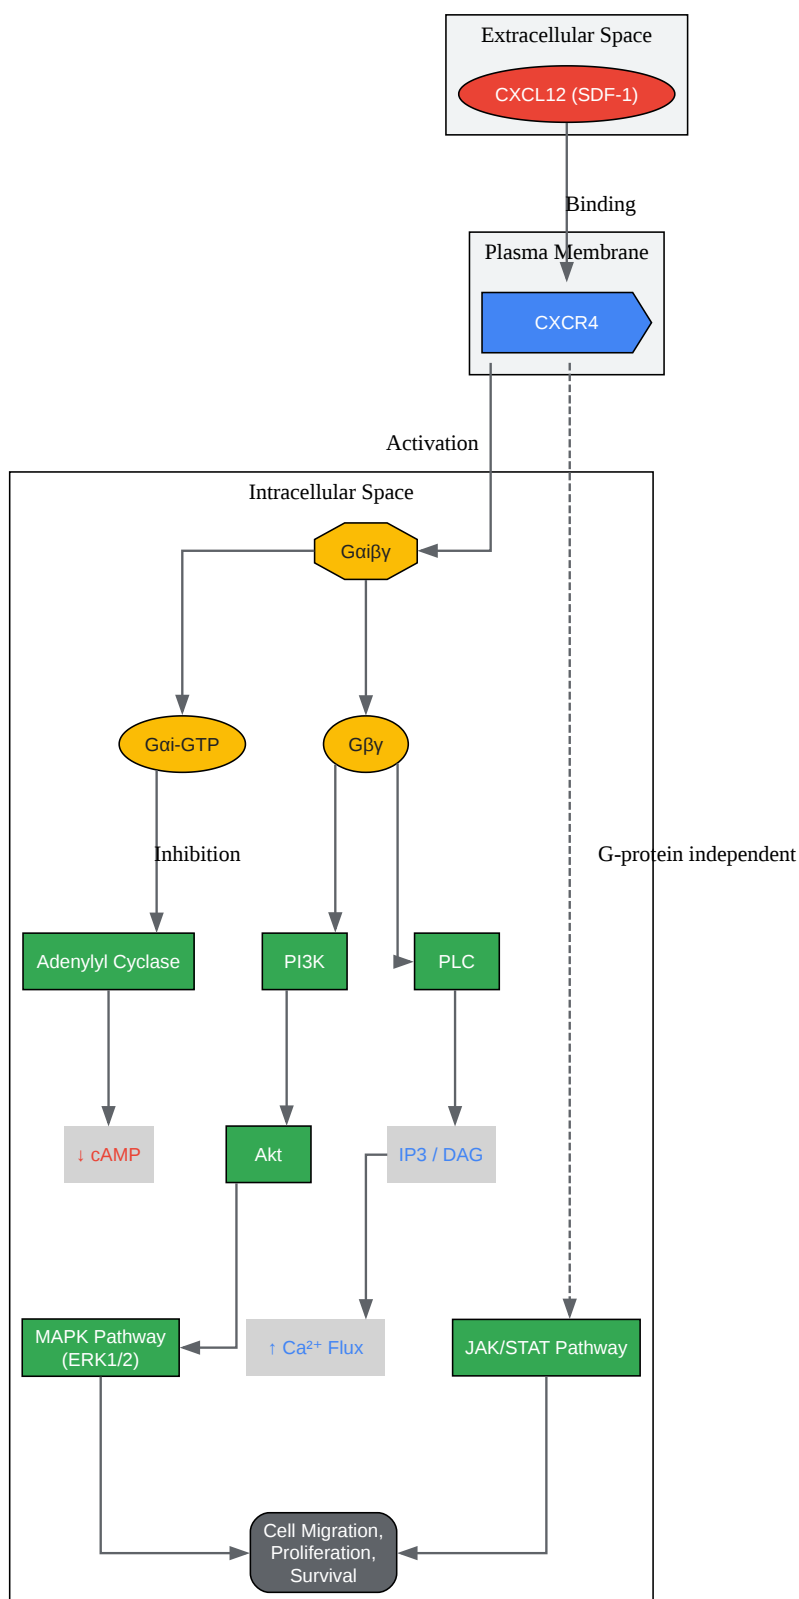 Extracellular Space
CXCL12 (SDF-1)
Binding
Plasma Membrane
CXCR4
Activation
Intracellular Space
Gαiβγ
Gαi-GTP
Gβγ
Inhibition
G-protein independent
Adenylyl Cyclase
PI3K
PLC
↓ cAMP
Akt
IP3 / DAG
MAPK Pathway
(ERK1/2)
↑ Ca²⁺ Flux
JAK/STAT Pathway
Cell Migration,
Proliferation,
Survival